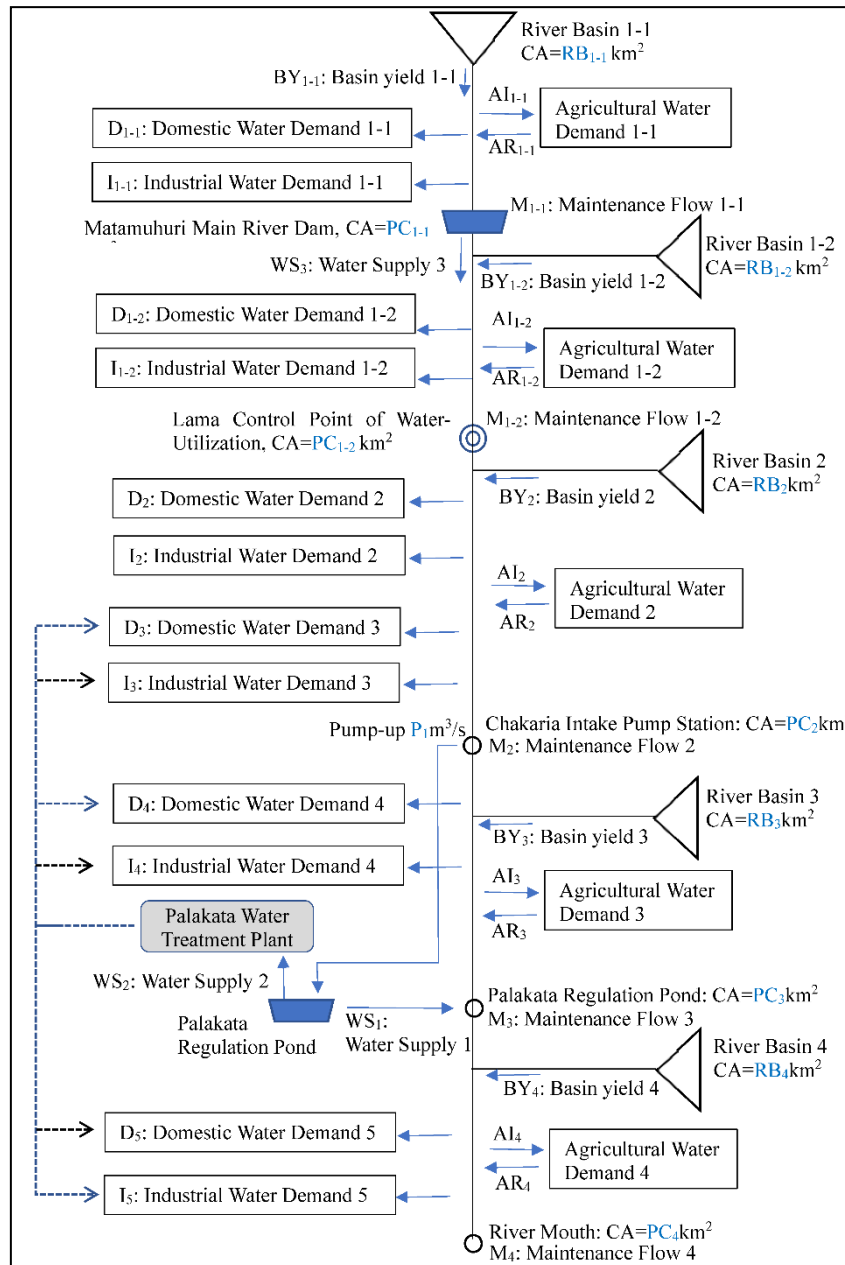 River Basin 1-1
CA=RB₁₋₁ km²
BY₁₋₁: Basin yield 1-1
AI₁₋₁
Agricultural Water
Demand 1-1
D₁₋₁: Domestic Water Demand 1-1
AR₁₋₁
I₁₋₁: Industrial Water Demand 1-1
M₁₋₁: Maintenance Flow 1-1
Matamuhuri Main River Dam, CA=PC₁₋₁
River Basin 1-2
CA=RB₁₋₂ km²
WS₃: Water Supply 3
BY₁₋₂: Basin yield 1-2
D₁₋₂: Domestic Water Demand 1-2
AI₁₋₂
Agricultural Water
Demand 1-2
I₁₋₂: Industrial Water Demand 1-2
AR₁₋₂
Lama Control Point of Water-
Utilization, CA=PC₁₋₂ km²
M₁₋₂: Maintenance Flow 1-2
River Basin 2
CA=RB₂km²
D₂: Domestic Water Demand 2
BY₂: Basin yield 2
I₂: Industrial Water Demand 2
AI₂
Agricultural Water
Demand 2
AR₂
D₃: Domestic Water Demand 3
I₃: Industrial Water Demand 3
Pump-up P₁m³/s
Chakaria Intake Pump Station: CA=PC₂km
M₂: Maintenance Flow 2
River Basin 3
CA=RB₃km²
D₄: Domestic Water Demand 4
BY₃: Basin yield 3
I₄: Industrial Water Demand 4
AI₃
Agricultural Water
Demand 3
AR₃
Palakata Water
Treatment Plant
WS₂: Water Supply 2
Palakata Regulation Pond: CA=PC₃km²
M₃: Maintenance Flow 3
Palakata
Regulation Pond
WS₁:
Water Supply 1
River Basin 4
CA=RB₄km²
BY₄: Basin yield 4
D₅: Domestic Water Demand 5
AI₄
Agricultural Water
Demand 4
AR₄
I₅: Industrial Water Demand 5
River Mouth: CA=PC₄km²
M₄: Maintenance Flow 4